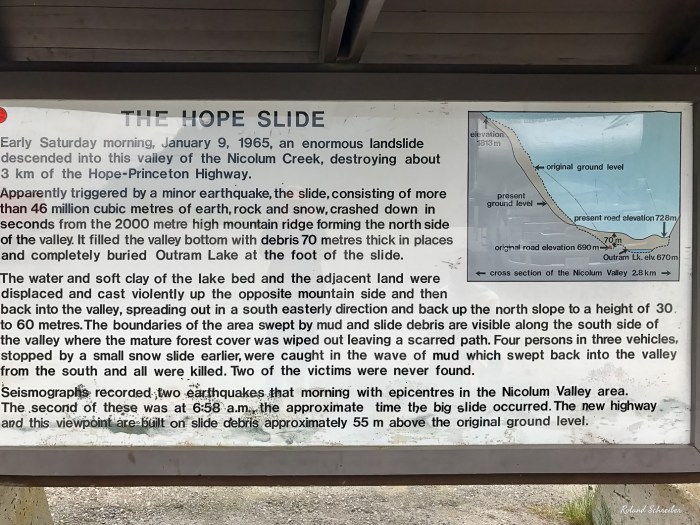 THE HOPE SLIDE
Early Saturday morning, January 9, 1965, an enormous landslide
descended into this valley of the Nicolum Creek, destroying about
3 km of the Hope-Princeton Highway.
Apparently triggered by a minor earthquake, the slide, consisting of more
than 46 million cubic metres of earth, rock and snow, crashed down in
seconds from the 2000 metre high mountain ridge forming the north side
of the valley. It filled the valley bottom with debris 70 metres thick in places
and completely buried Outram Lake at the foot of the slide.
The water and soft clay of the lake bed and the adjacent land were
displaced and cast violently up the opposite mountain side and then
back into the valley, spreading out in a south easterly direction and back up the north slope to a height of 30
to 60 metres. The boundaries of the area swept by mud and slide debris are visible along the south side of
the valley where the mature forest cover was wiped out leaving a scarred path. Four persons in three vehicles,
stopped by a small snow slide earlier, were caught in the wave of mud which swept back into the valley
from the south and all were killed. Two of the victims were never found.
Seismographs recorded two earthquakes that morning with epicentres in the Nicolum Valley area.
The second of these was at 6:58 a.m., the approximate time the big slide occurred. The new highway
and this viewpoint are built on slide debris approximately 55 m above the original ground level.
elevation
original ground level
present
ground level
present road elevation 728m
70m
original road elevation 690m
Outram Lk. elv. 670m
cross section of the Nicolum Valley 2.8 km
Roland Schreiber